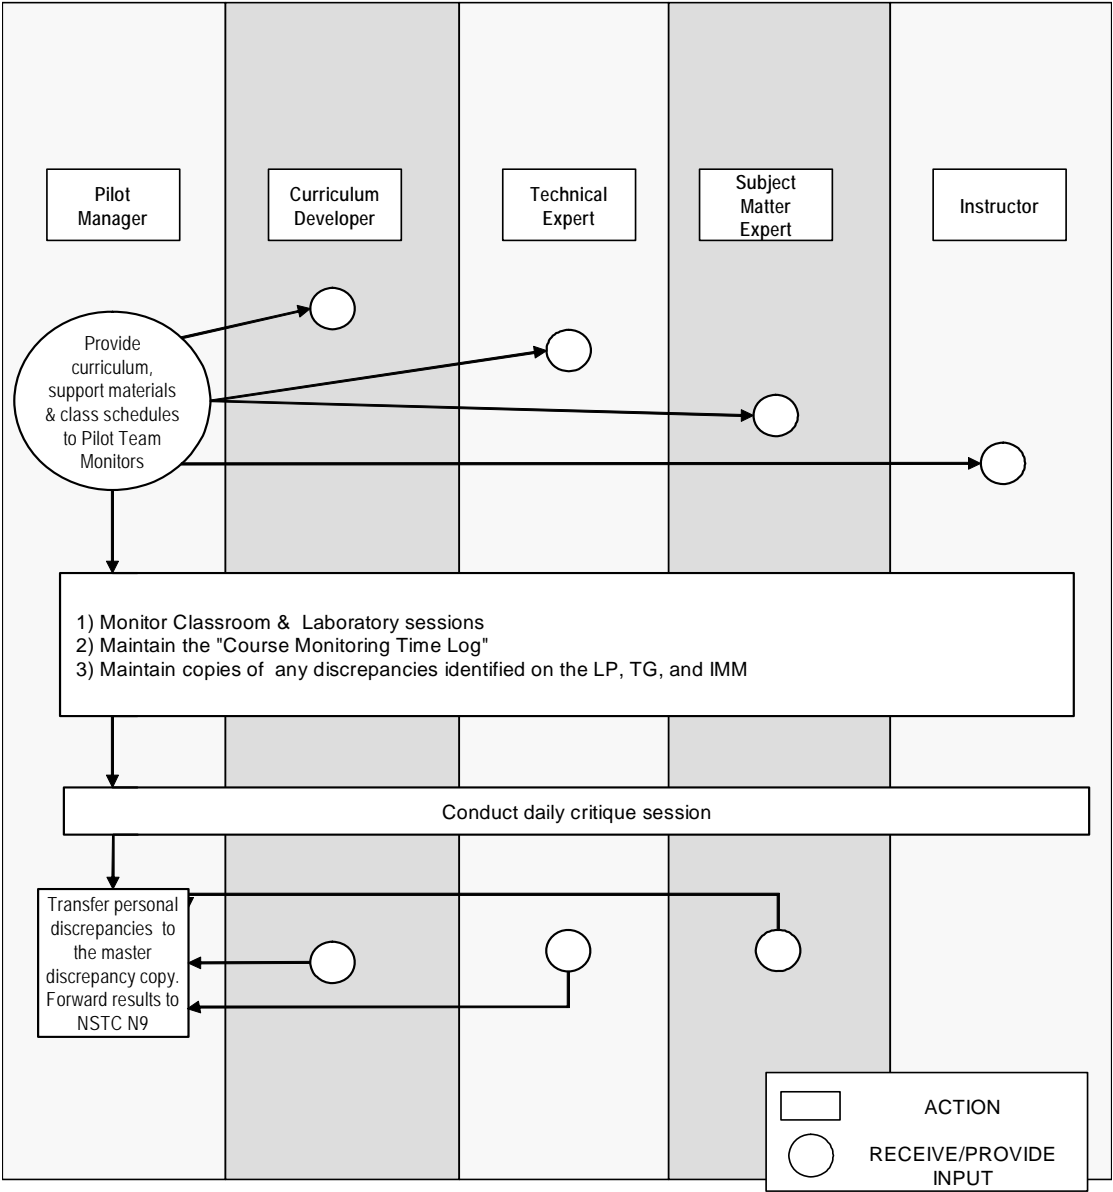 Pilot
Manager
Curriculum
Developer
Technical
Expert
Subject
Matter
Expert
Instructor
Provide
curriculum,
support materials
& class schedules
to Pilot Team
Monitors
1) Monitor Classroom & Laboratory sessions
2) Maintain the "Course Monitoring Time Log"
3) Maintain copies of any discrepancies identified on the LP, TG, and IMM
Conduct daily critique session
Transfer personal
discrepancies to
the master
discrepancy copy.
Forward results to
NSTC N9
ACTION
RECEIVE/PROVIDE
INPUT